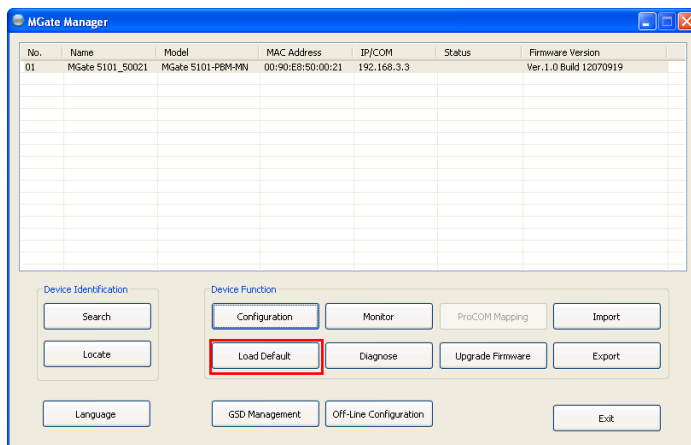 MGate Manager
No. Name Model MAC Address IP/COM Status Firmware Version
01 MGate 5101_50021 MGate 5101-PBM-MN 00:90:E8:50:00:21 192.168.3.3 Ver.1.0 Build 12070919
Device Identification Device Function
Search Configuration Monitor ProCOM Mapping Import
Locate Load Default Diagnose Upgrade Firmware Export
Language GSD Management Off-Line Configuration Exit